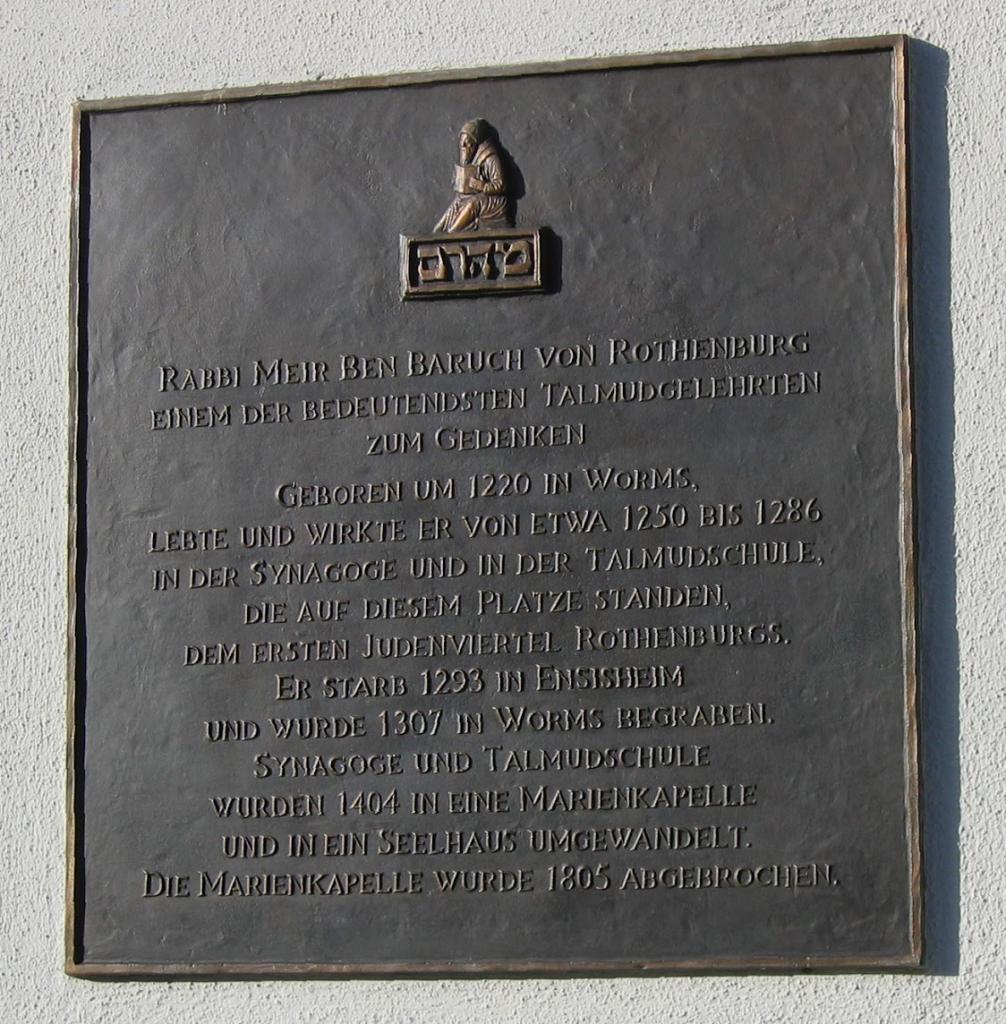 מהרם
Rabbi Meir Ben Baruch von Rothenburg
einem der bedeutendsten Talmudgelehrten
zum Gedenken
Geboren um 1220 in Worms,
lebte und wirkte er von etwa 1250 bis 1286
in der Synagoge und in der Talmudschule,
die auf diesem Platze standen,
dem ersten Judenviertel Rothenburgs.
Er starb 1293 in Ensisheim
und wurde 1307 in Worms begraben.
Synagoge und Talmudschule
wurden 1404 in eine Marienkapelle
und in ein Seelhaus umgewandelt.
Die Marienkapelle wurde 1805 abgebrochen.